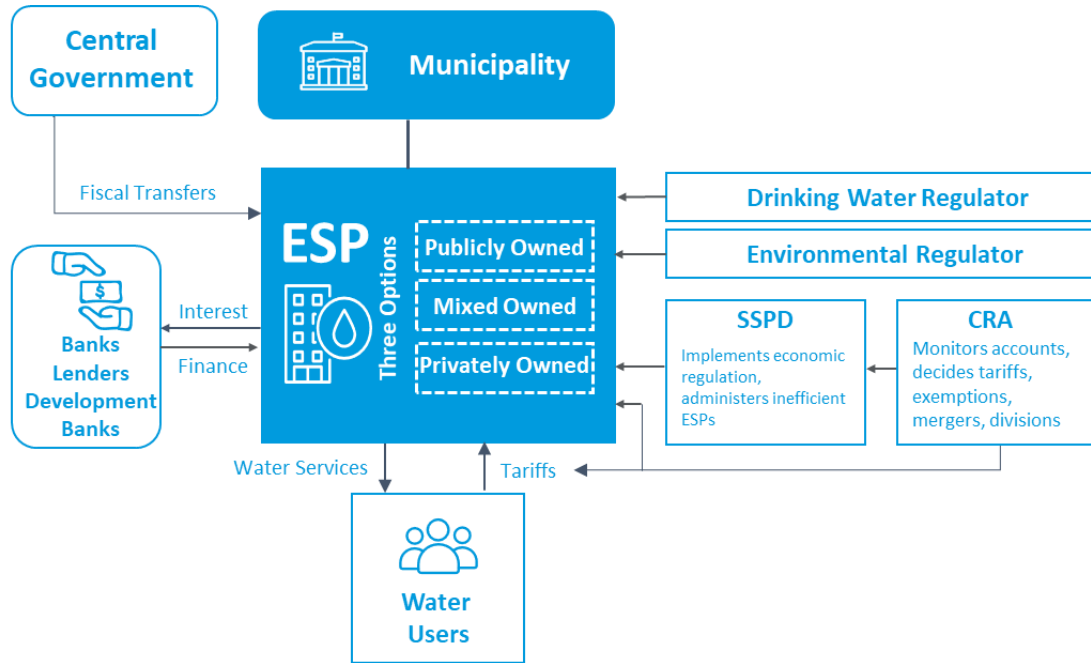 Central
Government
Municipality
Fiscal Transfers
ESP
Three Options
Publicly Owned
Mixed Owned
Privately Owned
Drinking Water Regulator
Environmental Regulator
SSPD
Implements economic
regulation,
administers inefficient
ESPs
CRA
Monitors accounts,
decides tariffs,
exemptions,
mergers, divisions
$
Banks
Lenders
Development
Banks
Interest
Finance
Water Services
Tariffs
Water
Users